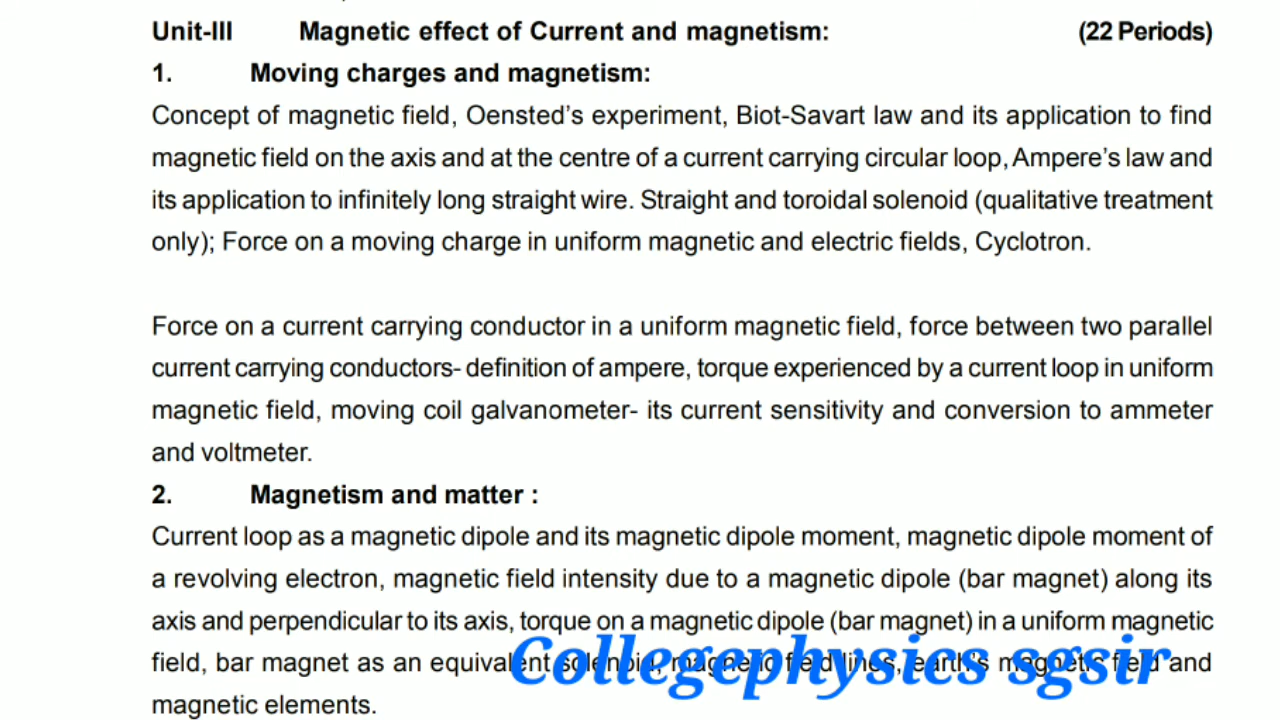 Unit-III Magnetic effect of Current and magnetism: (22 Periods)
1. Moving charges and magnetism:
Concept of magnetic field, Oensted's experiment, Biot-Savart law and its application to find
magnetic field on the axis and at the centre of a current carrying circular loop, Ampere's law and
its application to infinitely long straight wire. Straight and toroidal solenoid (qualitative treatment
only); Force on a moving charge in uniform magnetic and electric fields, Cyclotron.
Force on a current carrying conductor in a uniform magnetic field, force between two parallel
current carrying conductors- definition of ampere, torque experienced by a current loop in uniform
magnetic field, moving coil galvanometer- its current sensitivity and conversion to ammeter
and voltmeter.
2. Magnetism and matter :
Current loop as a magnetic dipole and its magnetic dipole moment, magnetic dipole moment of
a revolving electron, magnetic field intensity due to a magnetic dipole (bar magnet) along its
axis and perpendicular to its axis, torque on a magnetic dipole (bar magnet) in a uniform magnetic
field, bar magnet as an equivalent solenoid, magnetic field lines, earth's magnetic field and
Collegephysics sgsir
magnetic elements.